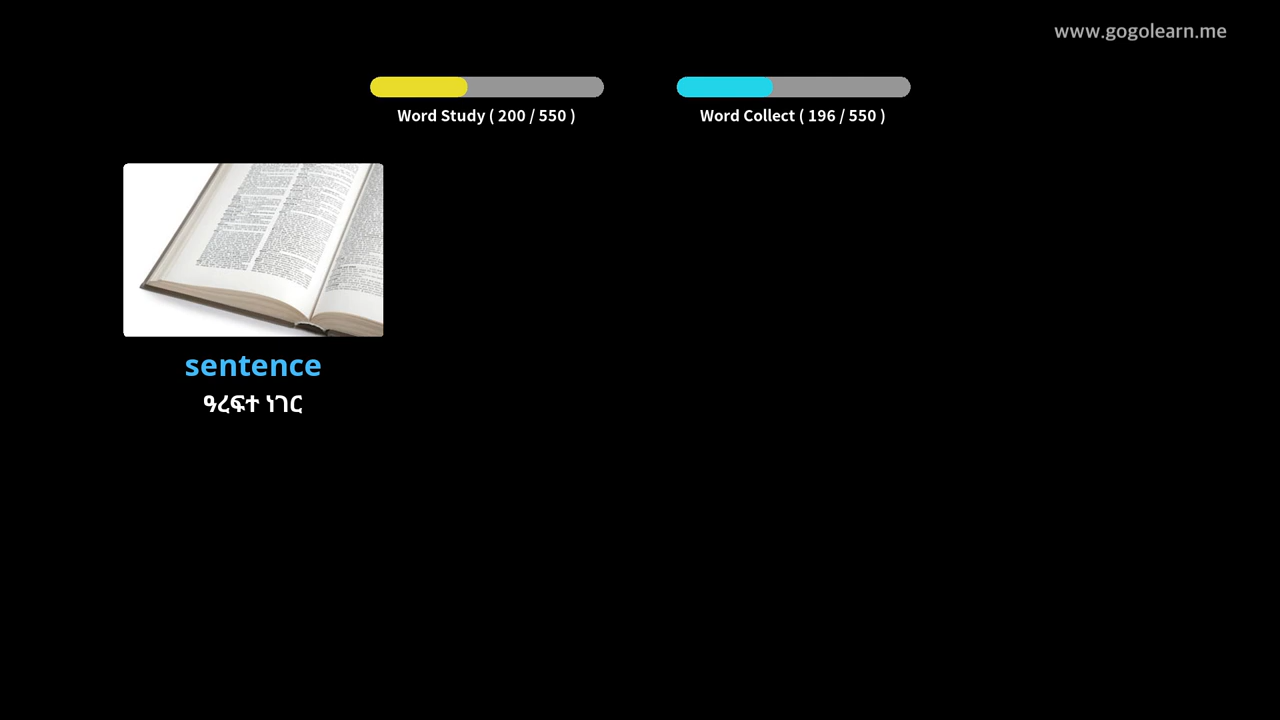 www.gogolearn.me
Word Study ( 200 / 550 )
Word Collect ( 196 / 550 )
sentence
ዓረፍተ ነገር